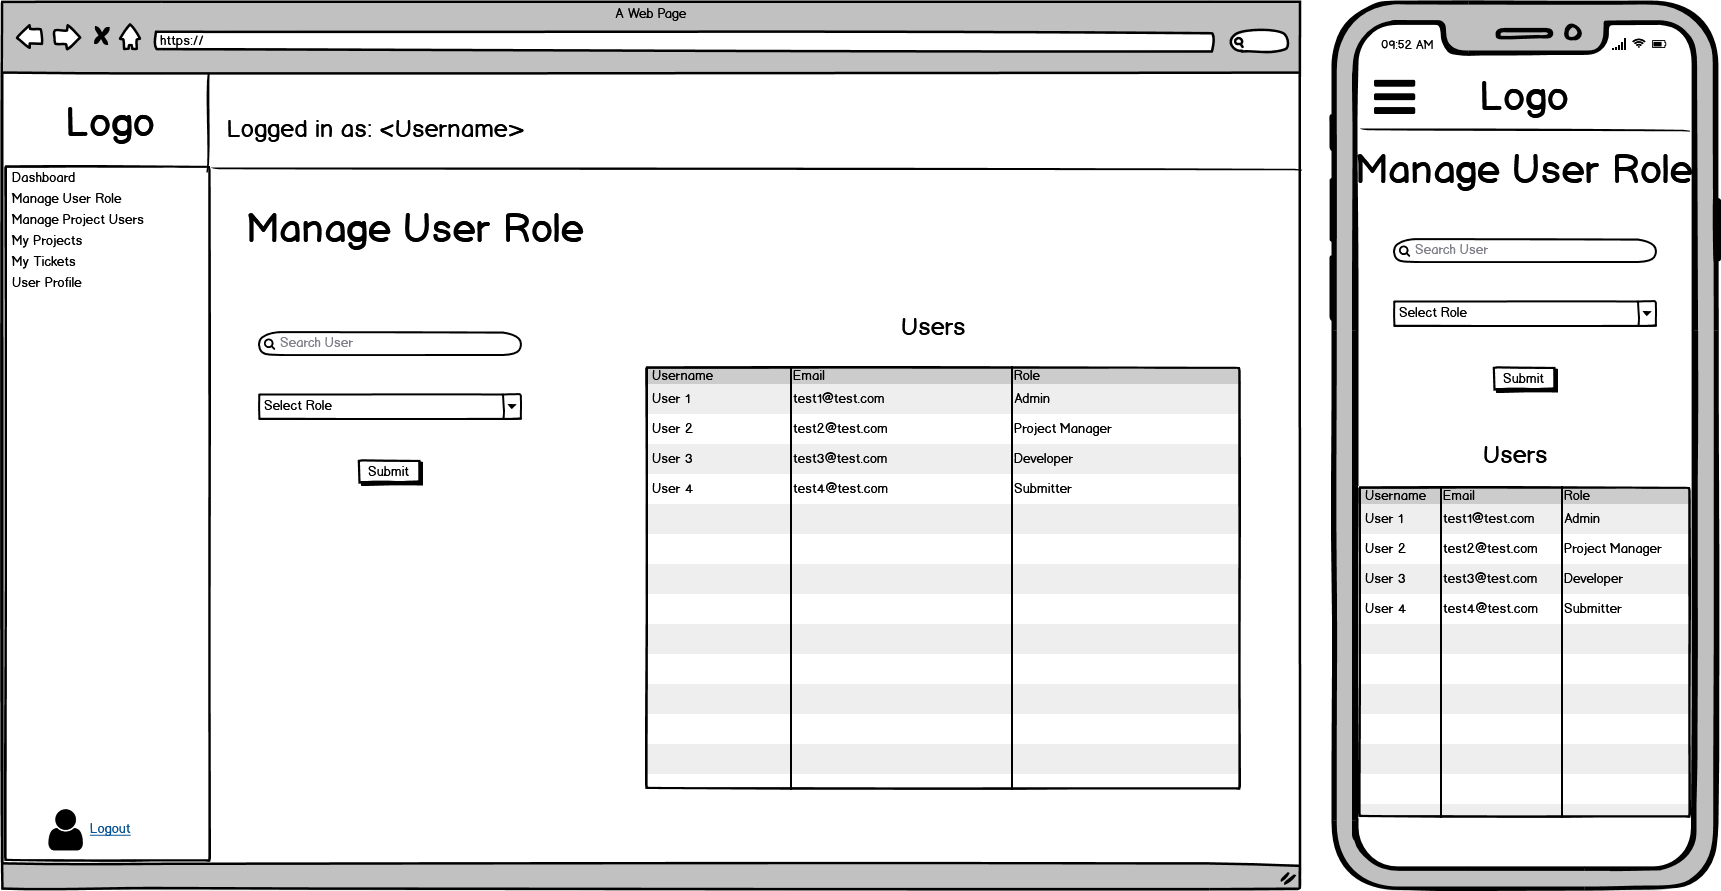 A Web Page
https://
Logo
Logged in as: <Username>
Dashboard
Manage User Role
Manage Project Users
My Projects
My Tickets
User Profile
Logout
Manage User Role
Search User
Select Role
Submit
Users
Username Email Role
User 1 test1@test.com Admin
User 2 test2@test.com Project Manager
User 3 test3@test.com Developer
User 4 test4@test.com Submitter
09:52 AM
Logo
Manage User Role
Search User
Select Role
Submit
Users
Username Email Role
User 1 test1@test.com Admin
User 2 test2@test.com Project Manager
User 3 test3@test.com Developer
User 4 test4@test.com Submitter